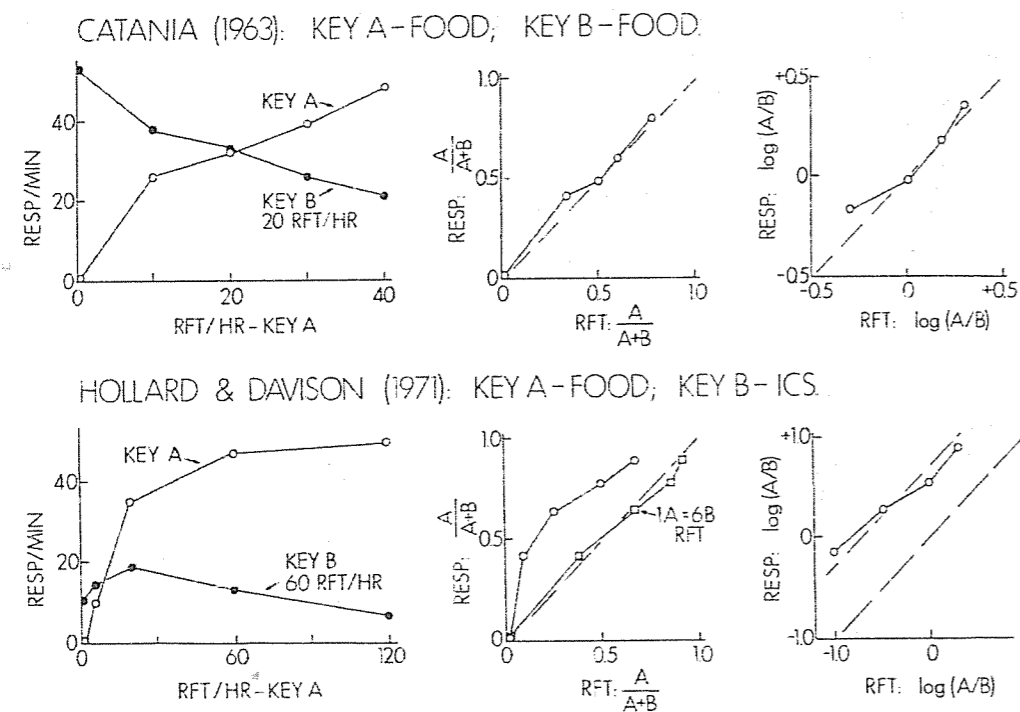 CATANIA (1963): KEY A-FOOD; KEY B-FOOD.
RESP/MIN
40
20
0
KEY A
KEY B
20 RFT/HR
0
20
40
RFT/HR-KEY A
RESP: A/A+B
1.0
0.5
0
0
0.5
1.0
RFT: A/A+B
RESP: log (A/B)
+0.5
0
-0.5
-0.5
0
+0.5
RFT: log (A/B)
HOLLARD & DAVISON (1971): KEY A-FOOD; KEY B-ICS.
RESP/MIN
40
20
0
KEY A
KEY B
60 RFT/HR
0
60
120
RFT/HR-KEY A
RESP: A/A+B
1.0
0.5
0
1A=6B
RFT
0
0.5
1.0
RFT: A/A+B
RESP: log (A/B)
+1.0
0
-1.0
-1.0
0
RFT: log (A/B)